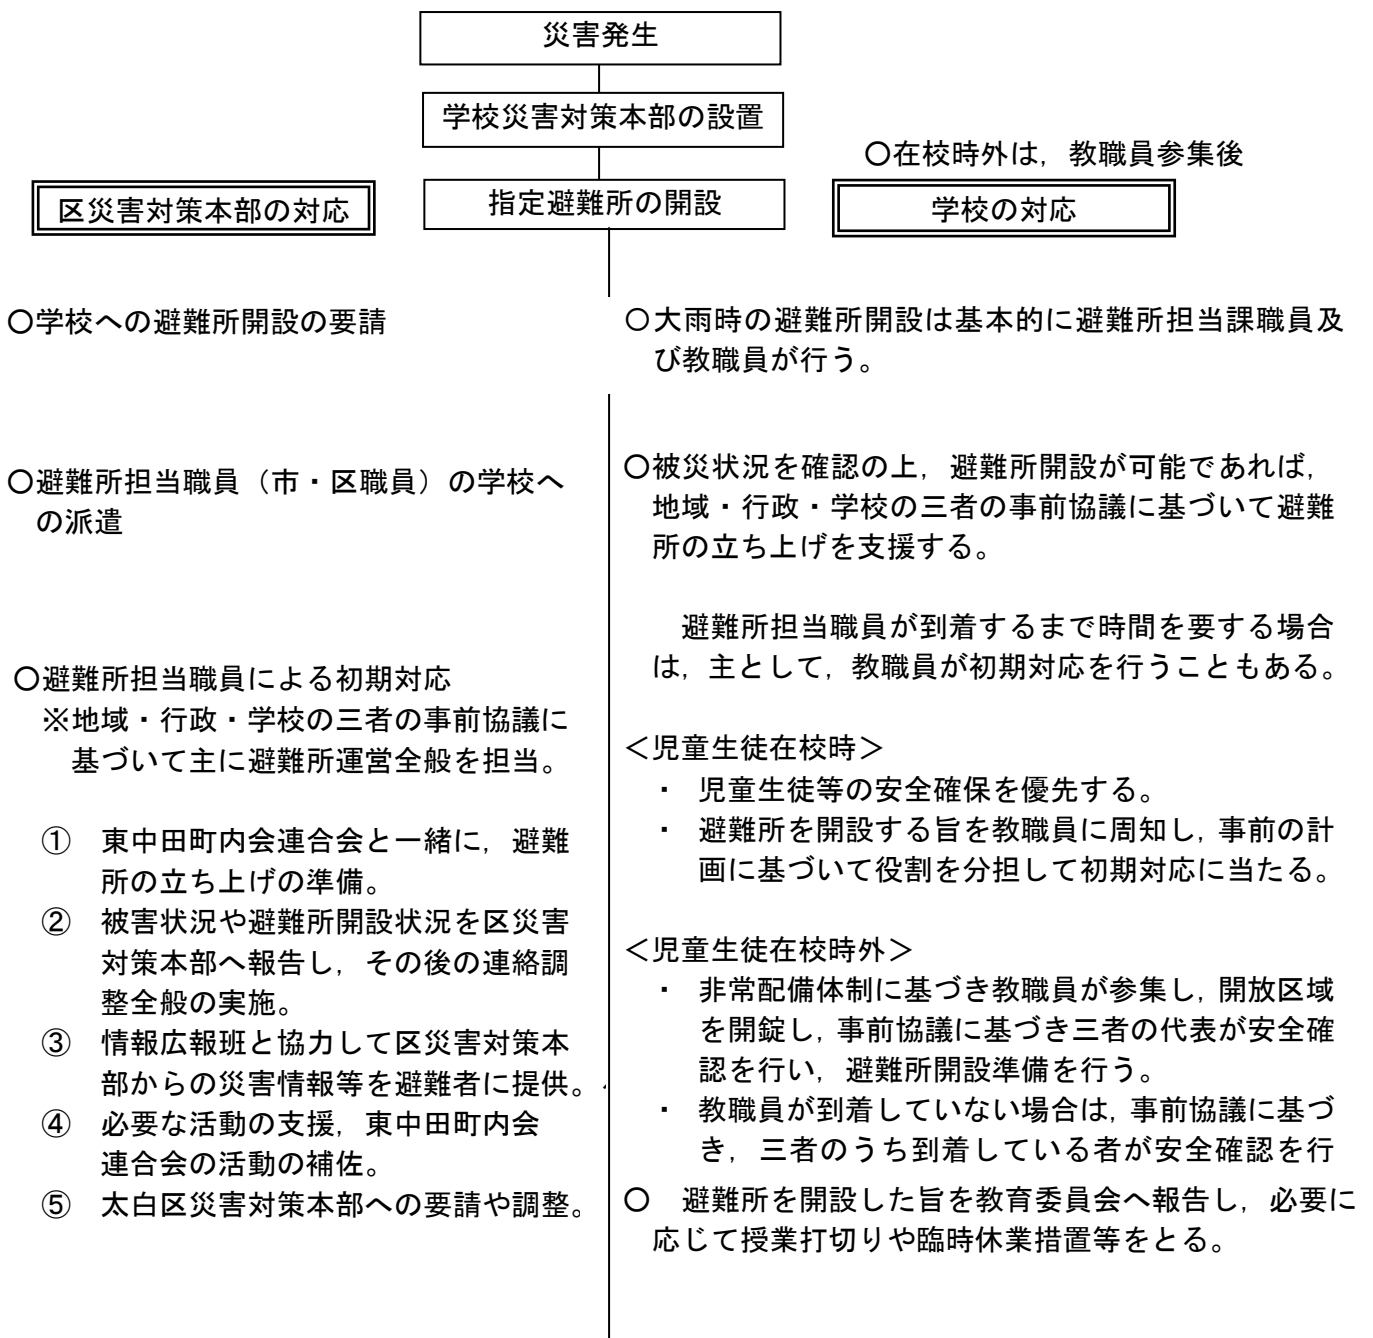 災害発生
学校災害対策本部の設置
〇在校時外は，教職員参集後
区災害対策本部の対応
指定避難所の開設
学校の対応
〇学校への避難所開設の要請
〇避難所担当職員（市・区職員）の学校へ
の派遣
〇避難所担当職員による初期対応
※地域・行政・学校の三者の事前協議に
基づいて主に避難所運営全般を担当。
① 東中田町内会連合会と一緒に，避難
所の立ち上げの準備。
② 被害状況や避難所開設状況を区災害
対策本部へ報告し，その後の連絡調
整全般の実施。
③ 情報広報班と協力して区災害対策本
部からの災害情報等を避難者に提供。
④ 必要な活動の支援，東中田町内会
連合会の活動の補佐。
⑤ 太白区災害対策本部への要請や調整。
〇大雨時の避難所開設は基本的に避難所担当課職員及
び教職員が行う。
〇被災状況を確認の上，避難所開設が可能であれば，
地域・行政・学校の三者の事前協議に基づいて避難
所の立ち上げを支援する。
避難所担当職員が到着するまで時間を要する場合
は，主として，教職員が初期対応を行うこともある。
＜児童生徒在校時＞
・ 児童生徒等の安全確保を優先する。
・ 避難所を開設する旨を教職員に周知し，事前の計
画に基づいて役割を分担して初期対応に当たる。
＜児童生徒在校時外＞
・ 非常配備体制に基づき教職員が参集し，開放区域
を開錠し，事前協議に基づき三者の代表が安全確
認を行い，避難所開設準備を行う。
・ 教職員が到着していない場合は，事前協議に基づ
き，三者のうち到着している者が安全確認を行
〇 避難所を開設した旨を教育委員会へ報告し，必要に
応じて授業打切りや臨時休業措置等をとる。